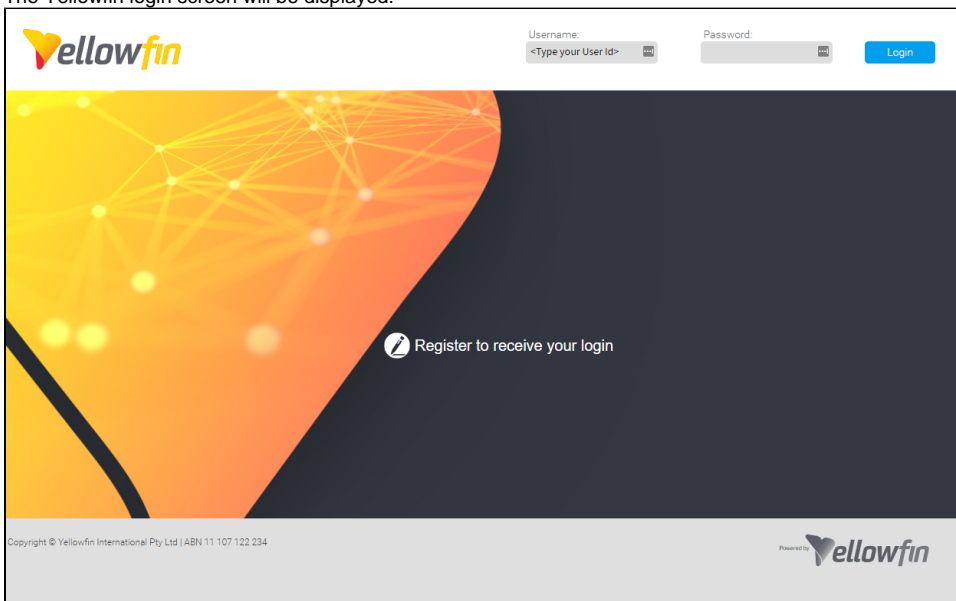 The Yellowfin login screen will be displayed.
Yellowfin
Username:
Password:
<Type your User Id>
Login
Register to receive your login
Copyright © Yellowfin International Pty Ltd | ABN 11 107 122 234
Powered by Yellowfin